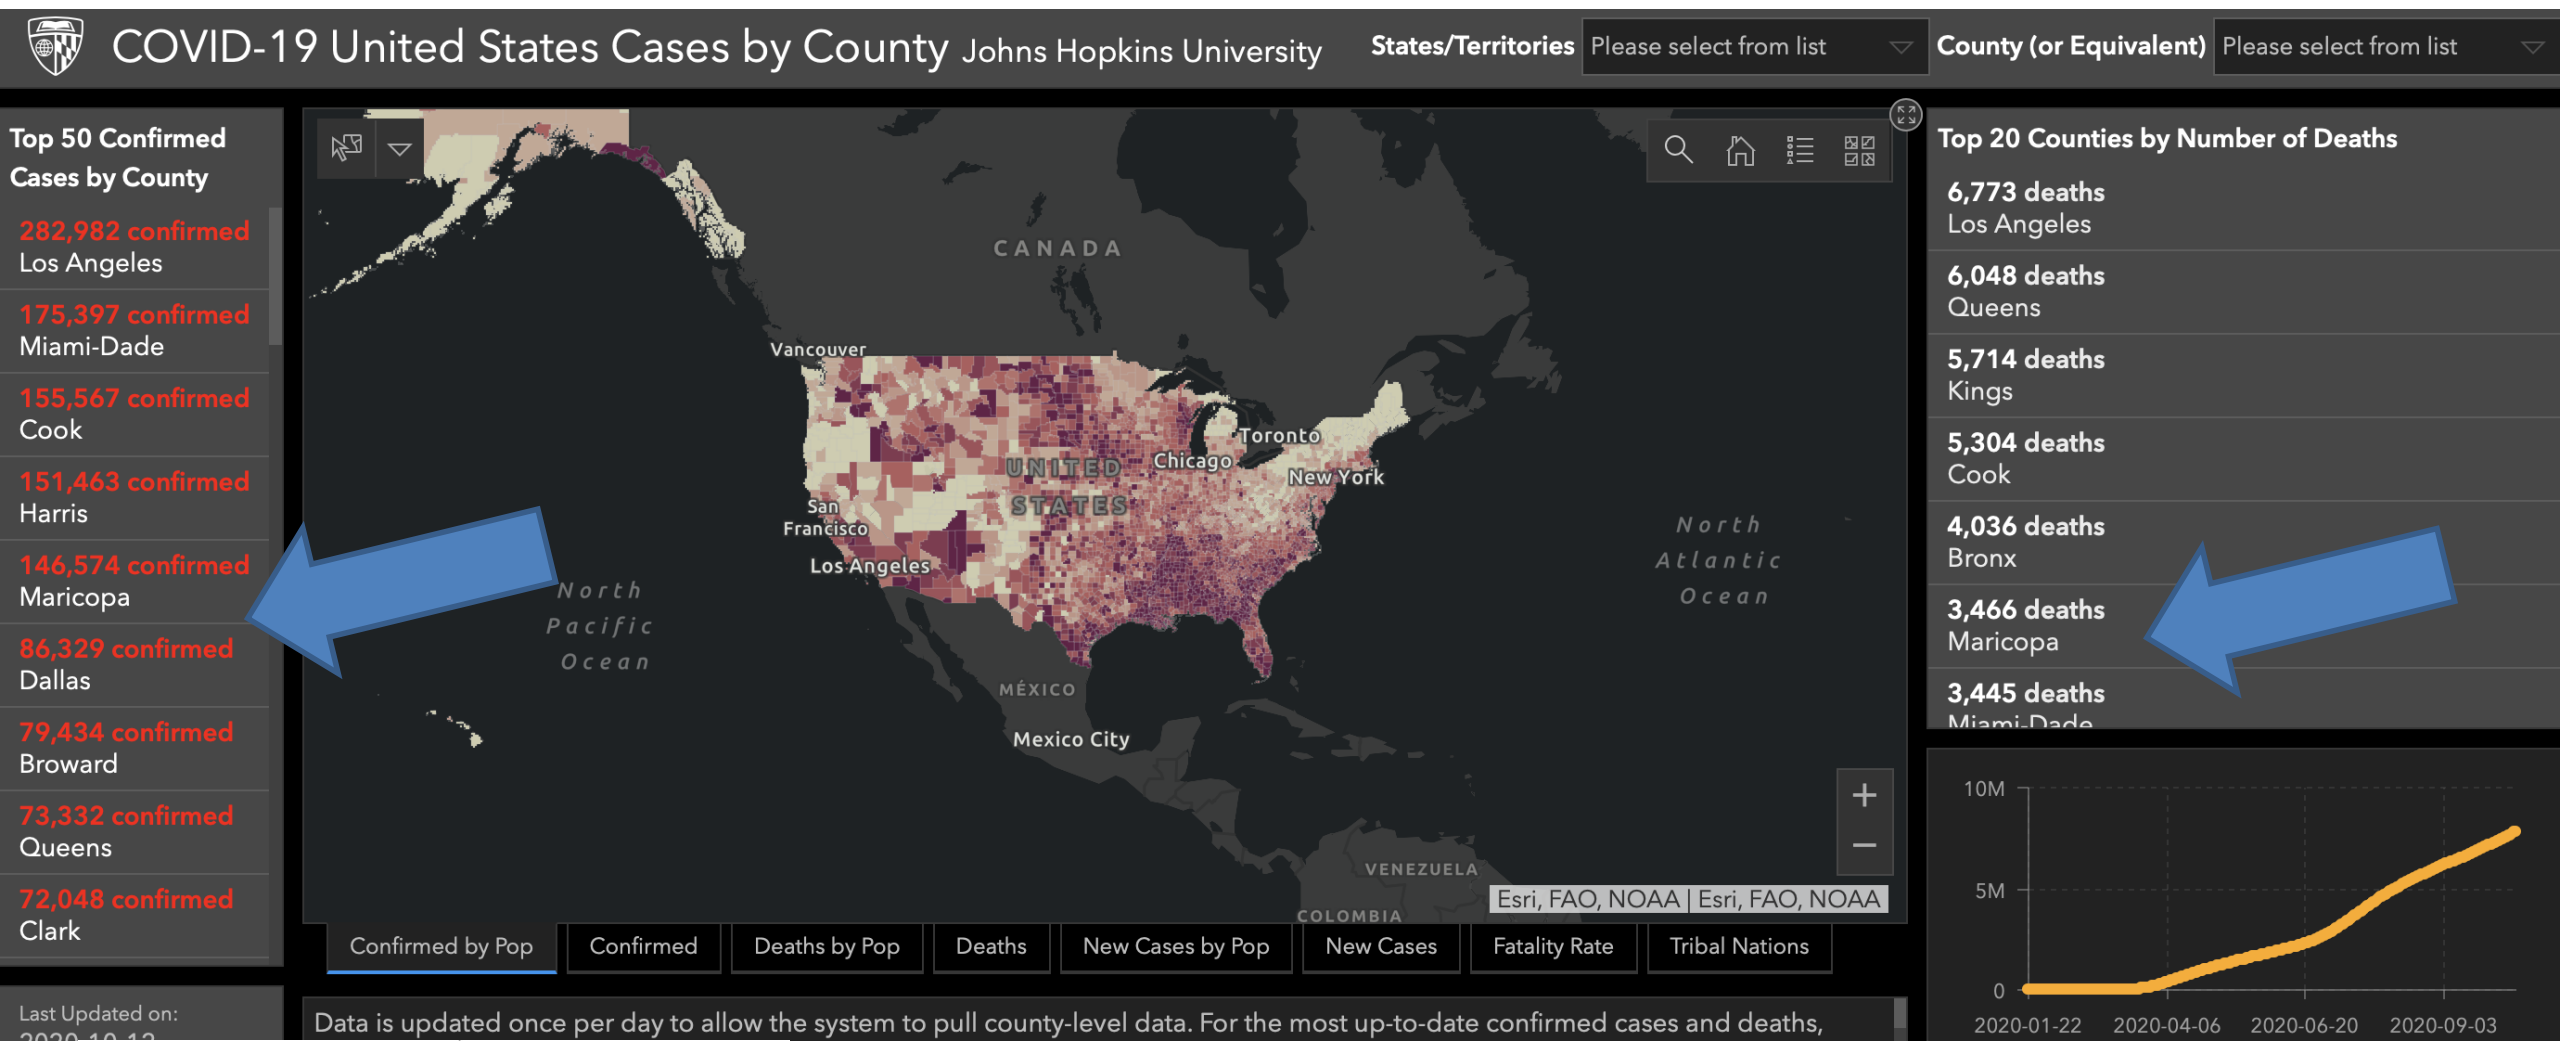 COVID-19 United States Cases by County Johns Hopkins University
States/Territories Please select from list
County (or Equivalent) Please select from list
Top 50 Confirmed
Cases by County
282,982 confirmed
Los Angeles
175,397 confirmed
Miami-Dade
155,567 confirmed
Cook
151,463 confirmed
Harris
146,574 confirmed
Maricopa
86,329 confirmed
Dallas
79,434 confirmed
Broward
73,332 confirmed
Queens
72,048 confirmed
Clark
Last Updated on:
CANADA
Vancouver
Toronto
Chicago
UNITED
STATES
New York
San
Francisco
Los Angeles
North
Pacific
Ocean
North
Atlantic
Ocean
MÉXICO
Mexico City
VENEZUELA
COLOMBIA
+
−
Esri, FAO, NOAA | Esri, FAO, NOAA
Confirmed by Pop
Confirmed
Deaths by Pop
Deaths
New Cases by Pop
New Cases
Fatality Rate
Tribal Nations
Data is updated once per day to allow the system to pull county-level data. For the most up-to-date confirmed cases and deaths,
Top 20 Counties by Number of Deaths
6,773 deaths
Los Angeles
6,048 deaths
Queens
5,714 deaths
Kings
5,304 deaths
Cook
4,036 deaths
Bronx
3,466 deaths
Maricopa
3,445 deaths
Miami-Dade
10M
5M
0
2020-01-22
2020-04-06
2020-06-20
2020-09-03